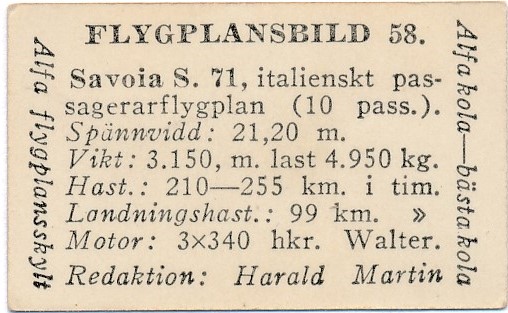 FLYGPLANSBILD 58.
Savoia S. 71, italienskt pas-
sagerarflygplan (10 pass.).
Spännvidd: 21,20 m.
Vikt: 3.150, m. last 4.950 kg.
Hast.: 210—255 km. i tim.
Landningshast.: 99 km. »
Motor: 3×340 hkr. Walter.
Redaktion: Harald Martin
Alfa flygplansskylt
Alfa kola—bästa kola